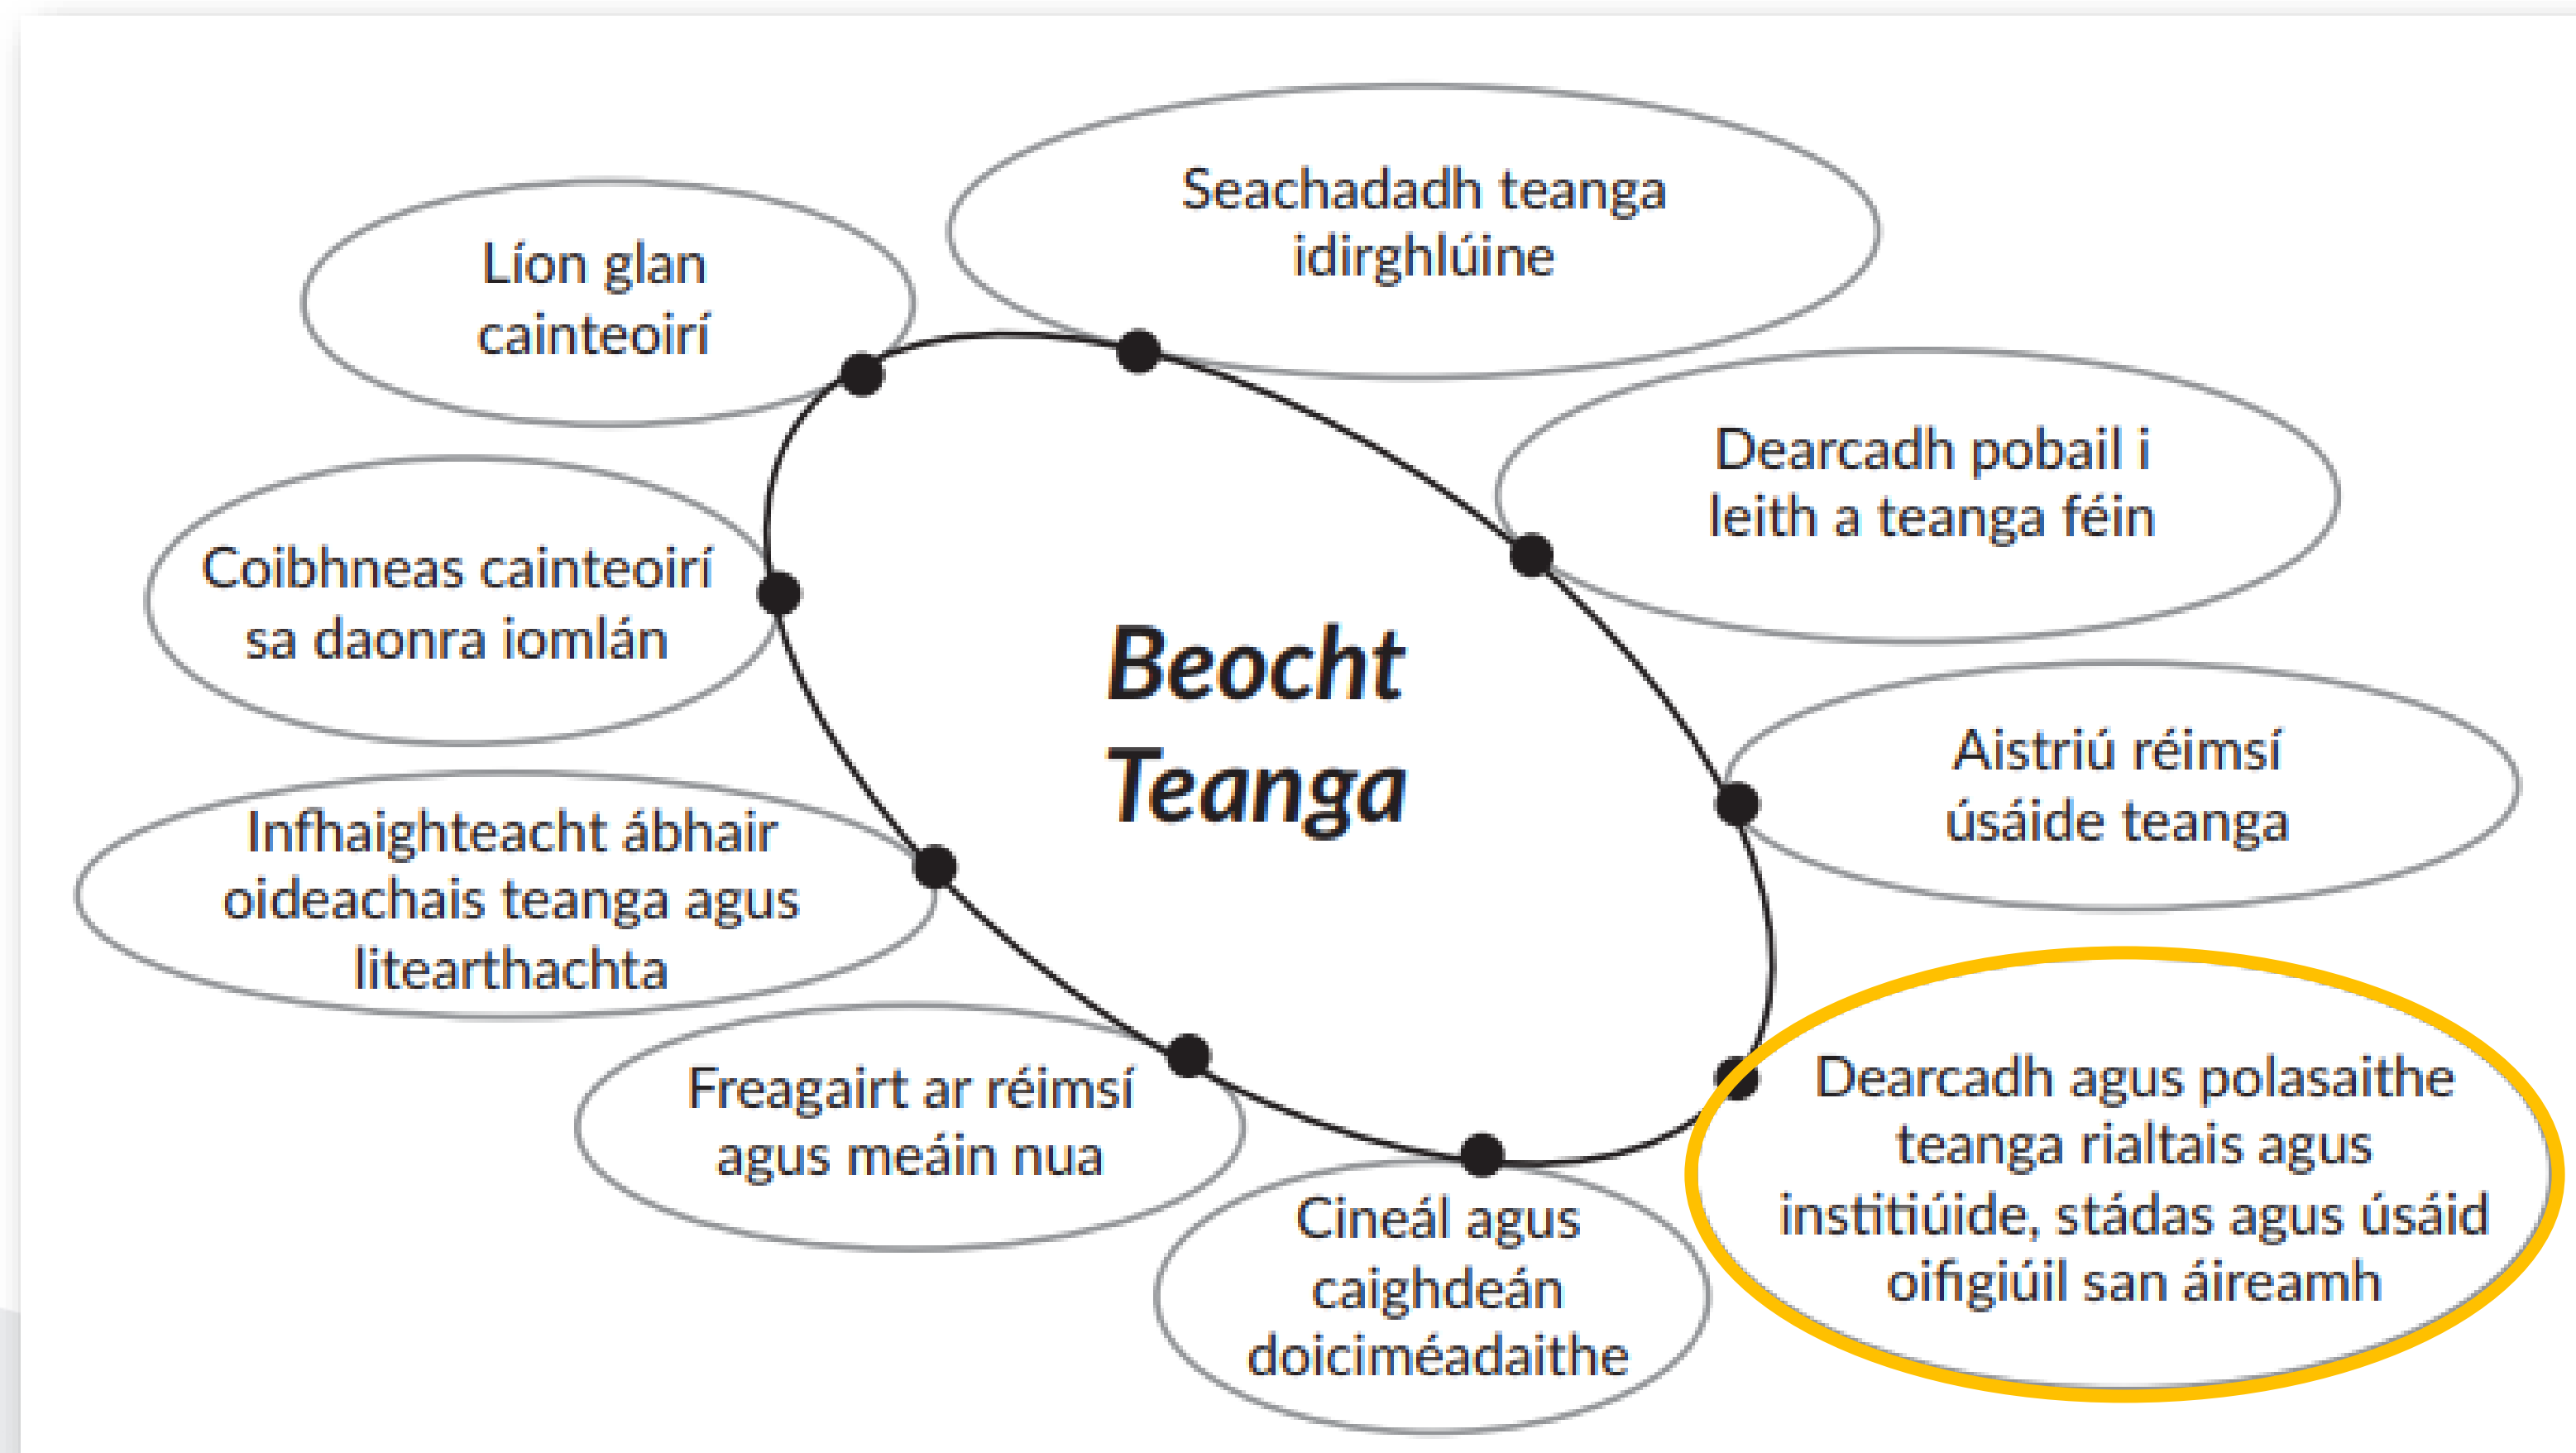 Seachadadh teanga
idirghlúine
Líon glan
cainteoirí
Dearcadh pobail i
leith a teanga féin
Coibhneas cainteoirí
sa daonra iomlán
Beocht
Teanga
Aistriú réimsí
úsáide teanga
Infhaighteacht ábhair
oideachais teanga agus
litearthachta
Freagairt ar réimsí
agus meáin nua
Cineál agus
caighdeán
doiciméadaithe
Dearcadh agus polasaithe
teanga rialtais agus
institiúide, stádas agus úsáid
oifigiúil san áireamh